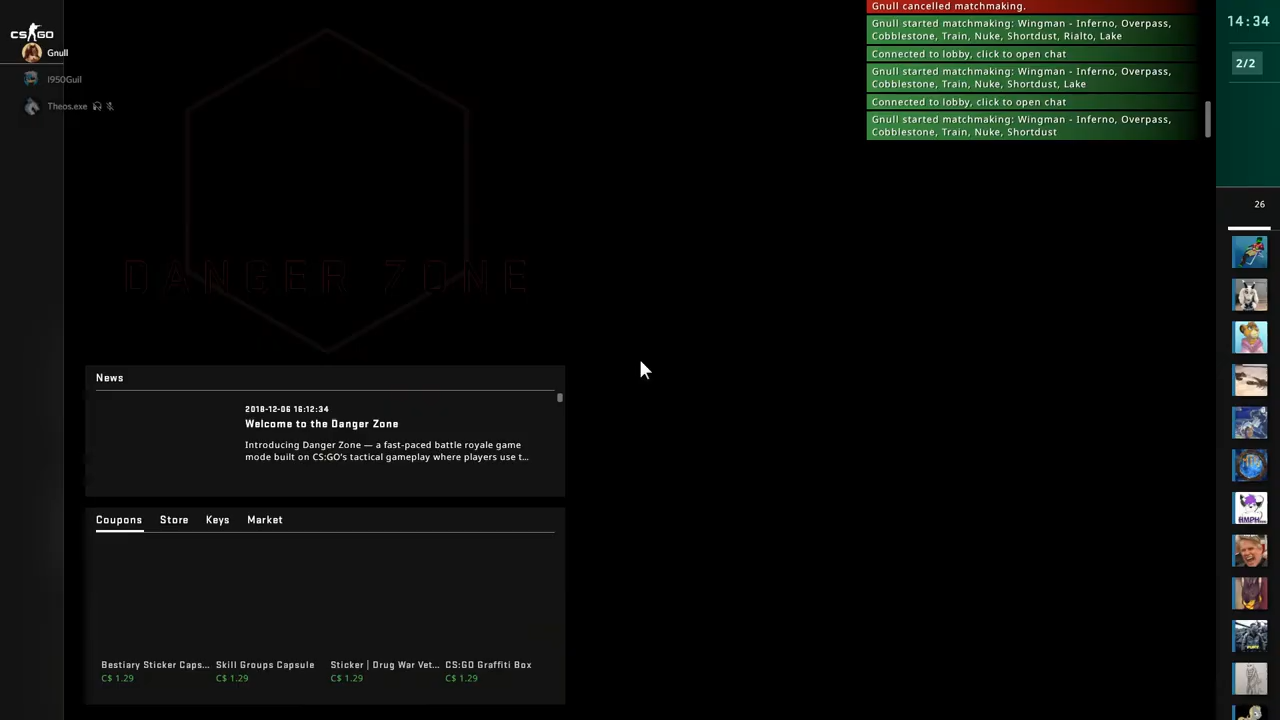 CS GO
Gnull
I950Guil
Theos.exe
Gnull cancelled matchmaking.
Gnull started matchmaking: Wingman - Inferno, Overpass,
Cobblestone, Train, Nuke, Shortdust, Rialto, Lake
Connected to lobby, click to open chat
Gnull started matchmaking: Wingman - Inferno, Overpass,
Cobblestone, Train, Nuke, Shortdust, Lake
Connected to lobby, click to open chat
Gnull started matchmaking: Wingman - Inferno, Overpass,
Cobblestone, Train, Nuke, Shortdust
14:34
2/2
26
DANGER ZONE
News
2018-12-06 16:12:34
Welcome to the Danger Zone
Introducing Danger Zone — a fast-paced battle royale game
mode built on CS:GO's tactical gameplay where players use t...
Coupons Store Keys Market
Bestiary Sticker Caps... Skill Groups Capsule Sticker | Drug War Vet... CS:GO Graffiti Box
C$ 1.29 C$ 1.29 C$ 1.29 C$ 1.29
HMPH